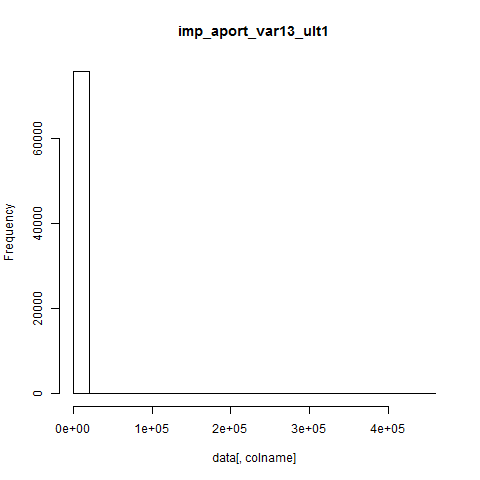 imp_aport_var13_ult1
Frequency
60000
40000
20000
0
0e+00 1e+05 2e+05 3e+05 4e+05
data[, colname]